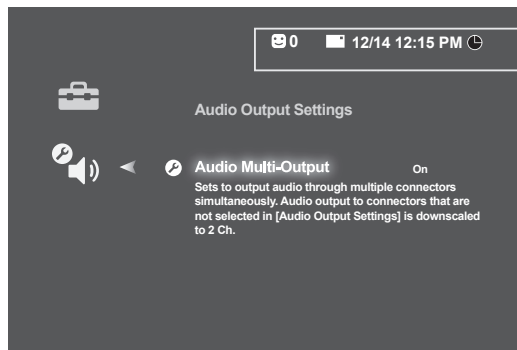 0 12/14 12:15 PM
Audio Output Settings
Audio Multi-Output On
Sets to output audio through multiple connectors
simultaneously. Audio output to connectors that are
not selected in [Audio Output Settings] is downscaled
to 2 Ch.